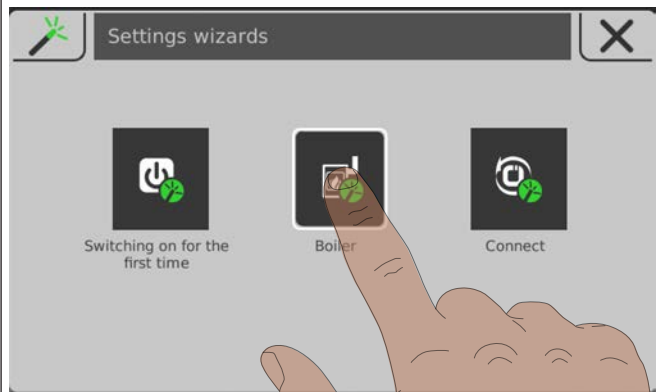 Settings wizards
Switching on for the
first time
Boiler
Connect